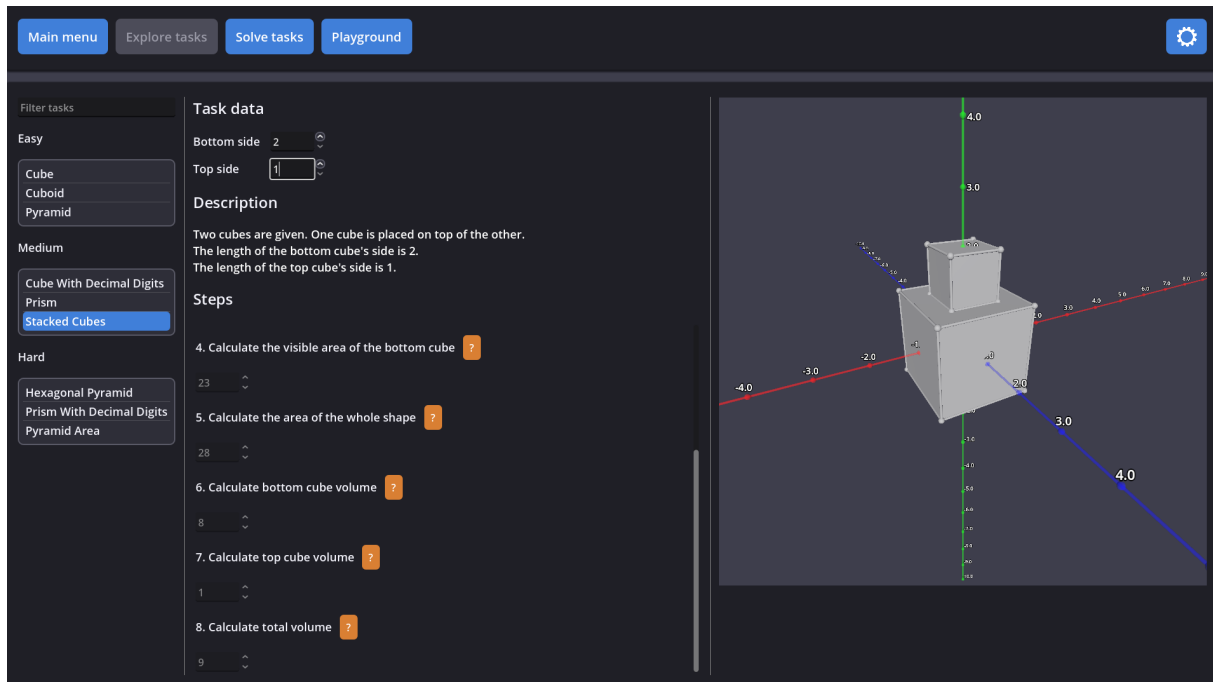 Main menu
Explore tasks
Solve tasks
Playground
Filter tasks
Easy
Cube
Cuboid
Pyramid
Medium
Cube With Decimal Digits
Prism
Stacked Cubes
Hard
Hexagonal Pyramid
Prism With Decimal Digits
Pyramid Area
Task data
Bottom side 2
Top side 1
Description
Two cubes are given. One cube is placed on top of the other.
The length of the bottom cube's side is 2.
The length of the top cube's side is 1.
Steps
4. Calculate the visible area of the bottom cube ?
23
5. Calculate the area of the whole shape ?
28
6. Calculate bottom cube volume ?
8
7. Calculate top cube volume ?
1
8. Calculate total volume ?
9
4.0
3.0
-4.0
-3.0
-2.0
2.0
3.0
4.0
3.0
4.0
5.0
6.0
7.0
8.0